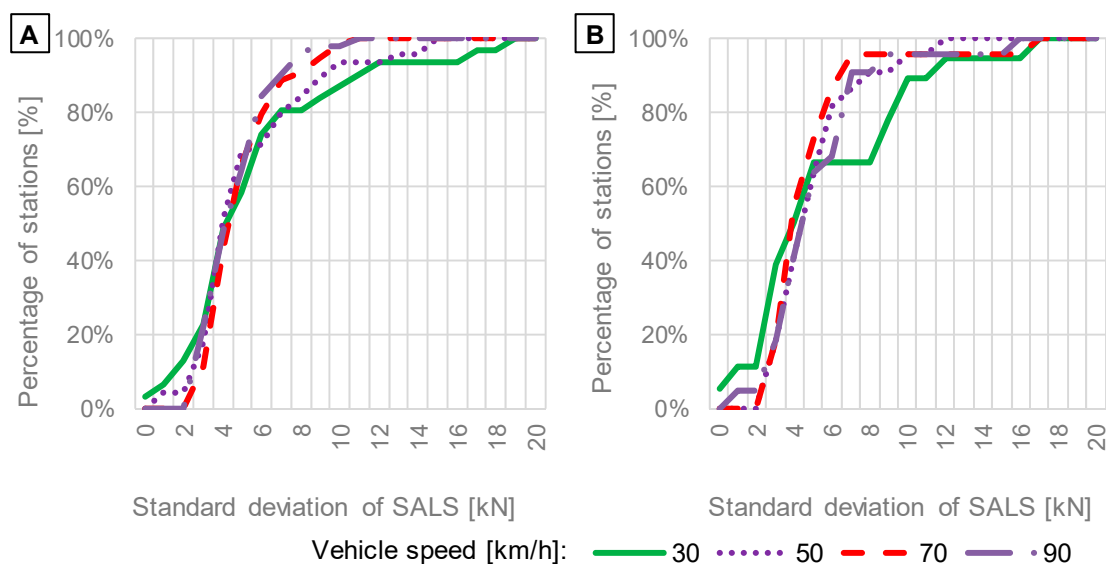 A
B
100%
80%
60%
40%
20%
0%
Percentage of stations [%]
0 2 4 6 8 10 12 14 16 18 20
Standard deviation of SALS [kN]
100%
80%
60%
40%
20%
0%
Percentage of stations [%]
0 2 4 6 8 10 12 14 16 18 20
Standard deviation of SALS [kN]
Vehicle speed [km/h]: 30 50 70 90